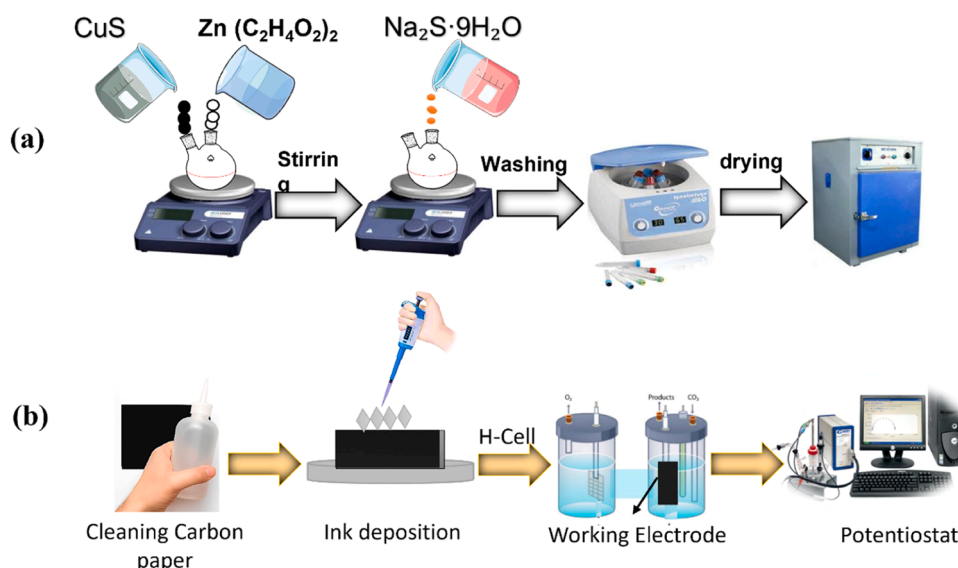 CuS
Zn (C₂H₄O₂)₂
Na₂S·9H₂O
(a)
Stirrin
g
Washing
drying
(b)
O₂
Products
CO₂
H-Cell
Cleaning Carbon
paper
Ink deposition
Working Electrode
Potentiostat